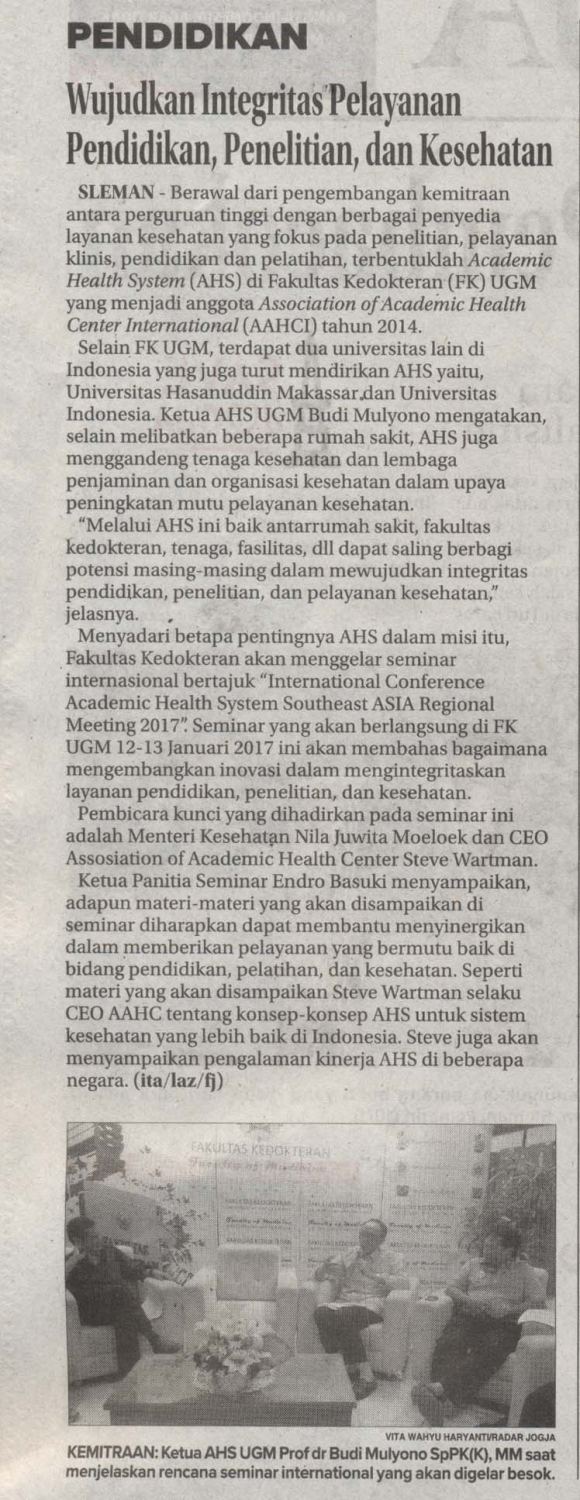 PENDIDIKAN
Wujudkan Integritas Pelayanan
Pendidikan, Penelitian, dan Kesehatan
SLEMAN - Berawal dari pengembangan kemitraan
antara perguruan tinggi dengan berbagai penyedia
layanan kesehatan yang fokus pada penelitian, pelayanan
klinis, pendidikan dan pelatihan, terbentuklah Academic
Health System (AHS) di Fakultas Kedokteran (FK) UGM
yang menjadi anggota Association of Academic Health
Center International (AAHCI) tahun 2014.
Selain FK UGM, terdapat dua universitas lain di
Indonesia yang juga turut mendirikan AHS yaitu,
Universitas Hasanuddin Makassar dan Universitas
Indonesia. Ketua AHS UGM Budi Mulyono mengatakan,
selain melibatkan beberapa rumah sakit, AHS juga
menggandeng tenaga kesehatan dan lembaga
penjaminan dan organisasi kesehatan dalam upaya
peningkatan mutu pelayanan kesehatan.
"Melalui AHS ini baik antarrumah sakit, fakultas
kedokteran, tenaga, fasilitas, dll dapat saling berbagi
potensi masing-masing dalam mewujudkan integritas
pendidikan, penelitian, dan pelayanan kesehatan,"
jelasnya.
Menyadari betapa pentingnya AHS dalam misi itu,
Fakultas Kedokteran akan menggelar seminar
internasional bertajuk "International Conference
Academic Health System Southeast ASIA Regional
Meeting 2017". Seminar yang akan berlangsung di FK
UGM 12-13 Januari 2017 ini akan membahas bagaimana
mengembangkan inovasi dalam mengintegritaskan
layanan pendidikan, penelitian, dan kesehatan.
Pembicara kunci yang dihadirkan pada seminar ini
adalah Menteri Kesehatan Nila Juwita Moeloek dan CEO
Assosiation of Academic Health Center Steve Wartman.
Ketua Panitia Seminar Endro Basuki menyampaikan,
adapun materi-materi yang akan disampaikan di
seminar diharapkan dapat membantu menyinergikan
dalam memberikan pelayanan yang bermutu baik di
bidang pendidikan, pelatihan, dan kesehatan. Seperti
materi yang akan disampaikan Steve Wartman selaku
CEO AAHC tentang konsep-konsep AHS untuk sistem
kesehatan yang lebih baik di Indonesia. Steve juga akan
menyampaikan pengalaman kinerja AHS di beberapa
negara. (ita/laz/fj)
FAKULTAS KEDOKTERAN
Faculty of Medicine
VITA WAHYU HARYANTI/RADAR JOGJA
KEMITRAAN: Ketua AHS UGM Prof dr Budi Mulyono SpPK(K), MM saat
menjelaskan rencana seminar international yang akan digelar besok.